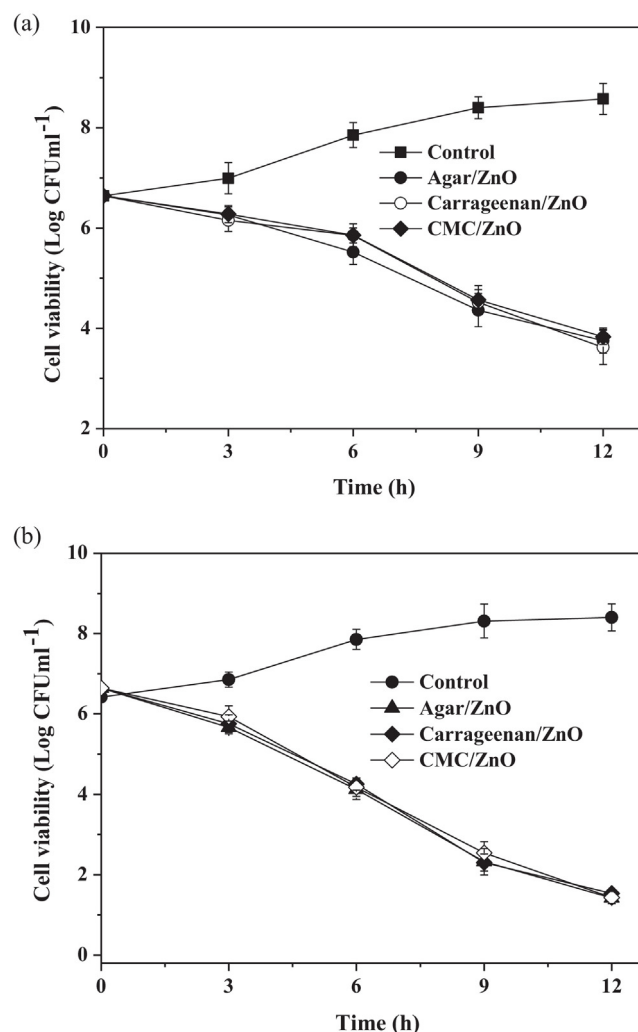 (a)
10
8
6
4
2
0
3
6
9
12
Cell viability (Log CFUml⁻¹)
Time (h)
Control
Agar/ZnO
Carrageenan/ZnO
CMC/ZnO
(b)
10
8
6
4
2
0
0
3
6
9
12
Cell viability (Log CFUml⁻¹)
Time (h)
Control
Agar/ZnO
Carrageenan/ZnO
CMC/ZnO